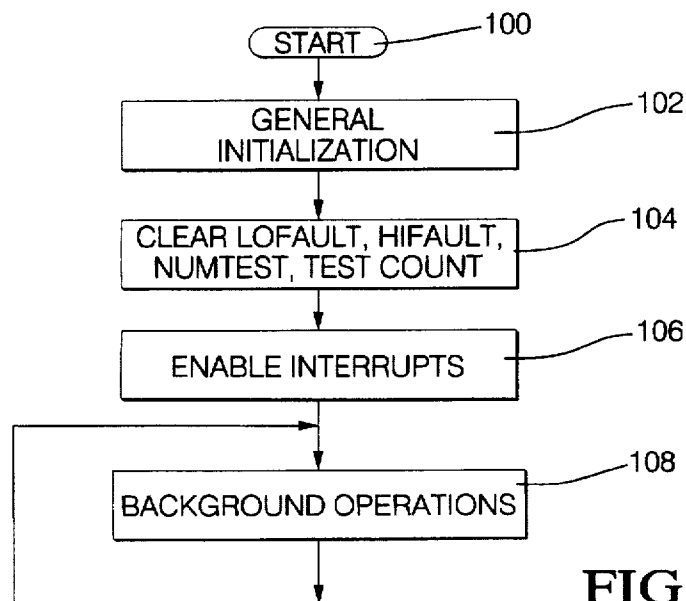 START
100
GENERAL
INITIALIZATION
102
CLEAR LOFAULT, HIFAULT,
NUMTEST, TEST COUNT
104
ENABLE INTERRUPTS
106
BACKGROUND OPERATIONS
108
FIG